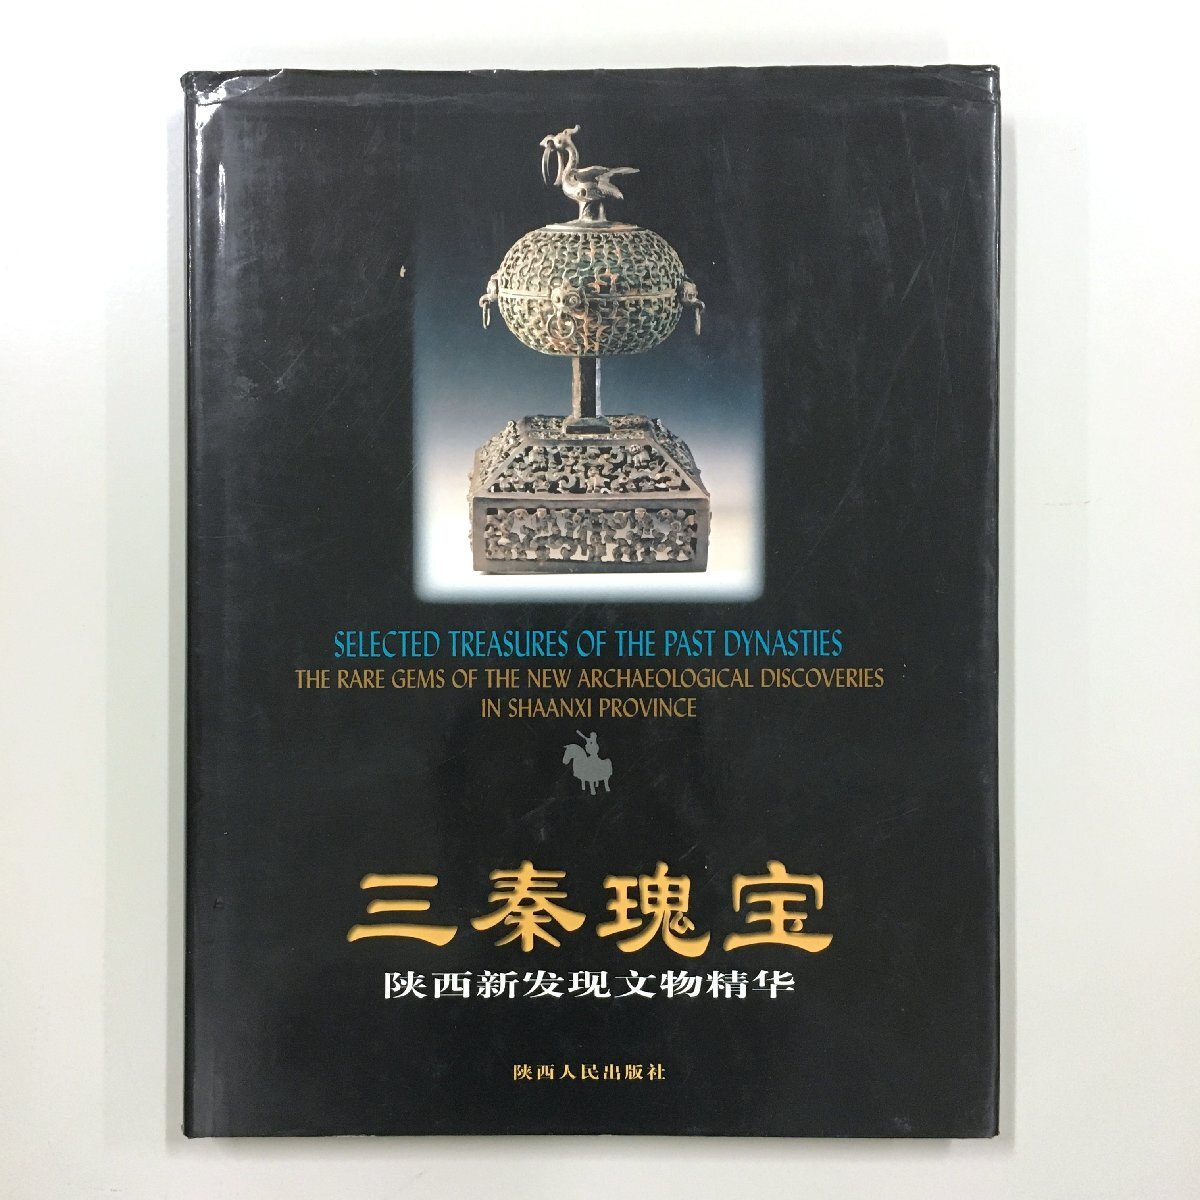 SELECTED TREASURES OF THE PAST DYNASTIES
THE RARE GEMS OF THE NEW ARCHAEOLOGICAL DISCOVERIES
IN SHAANXI PROVINCE
三秦瑰宝
陕西新发现文物精华
陕西人民出版社